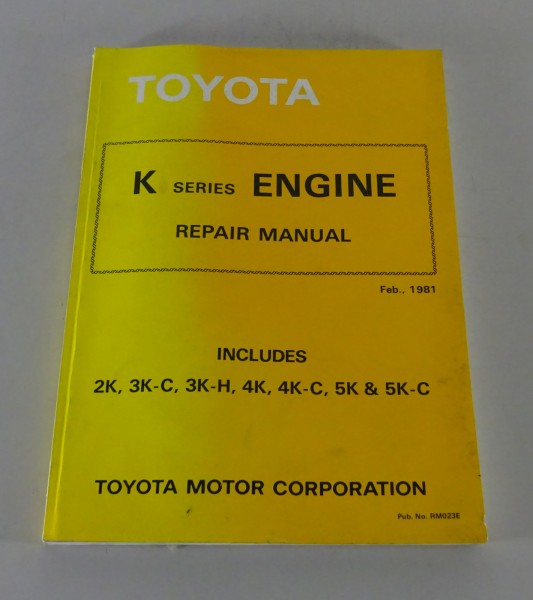 TOYOTA
K SERIES ENGINE
REPAIR MANUAL
Feb., 1981
INCLUDES
2K, 3K-C, 3K-H, 4K, 4K-C, 5K & 5K-C
TOYOTA MOTOR CORPORATION
Pub. No. RM023E